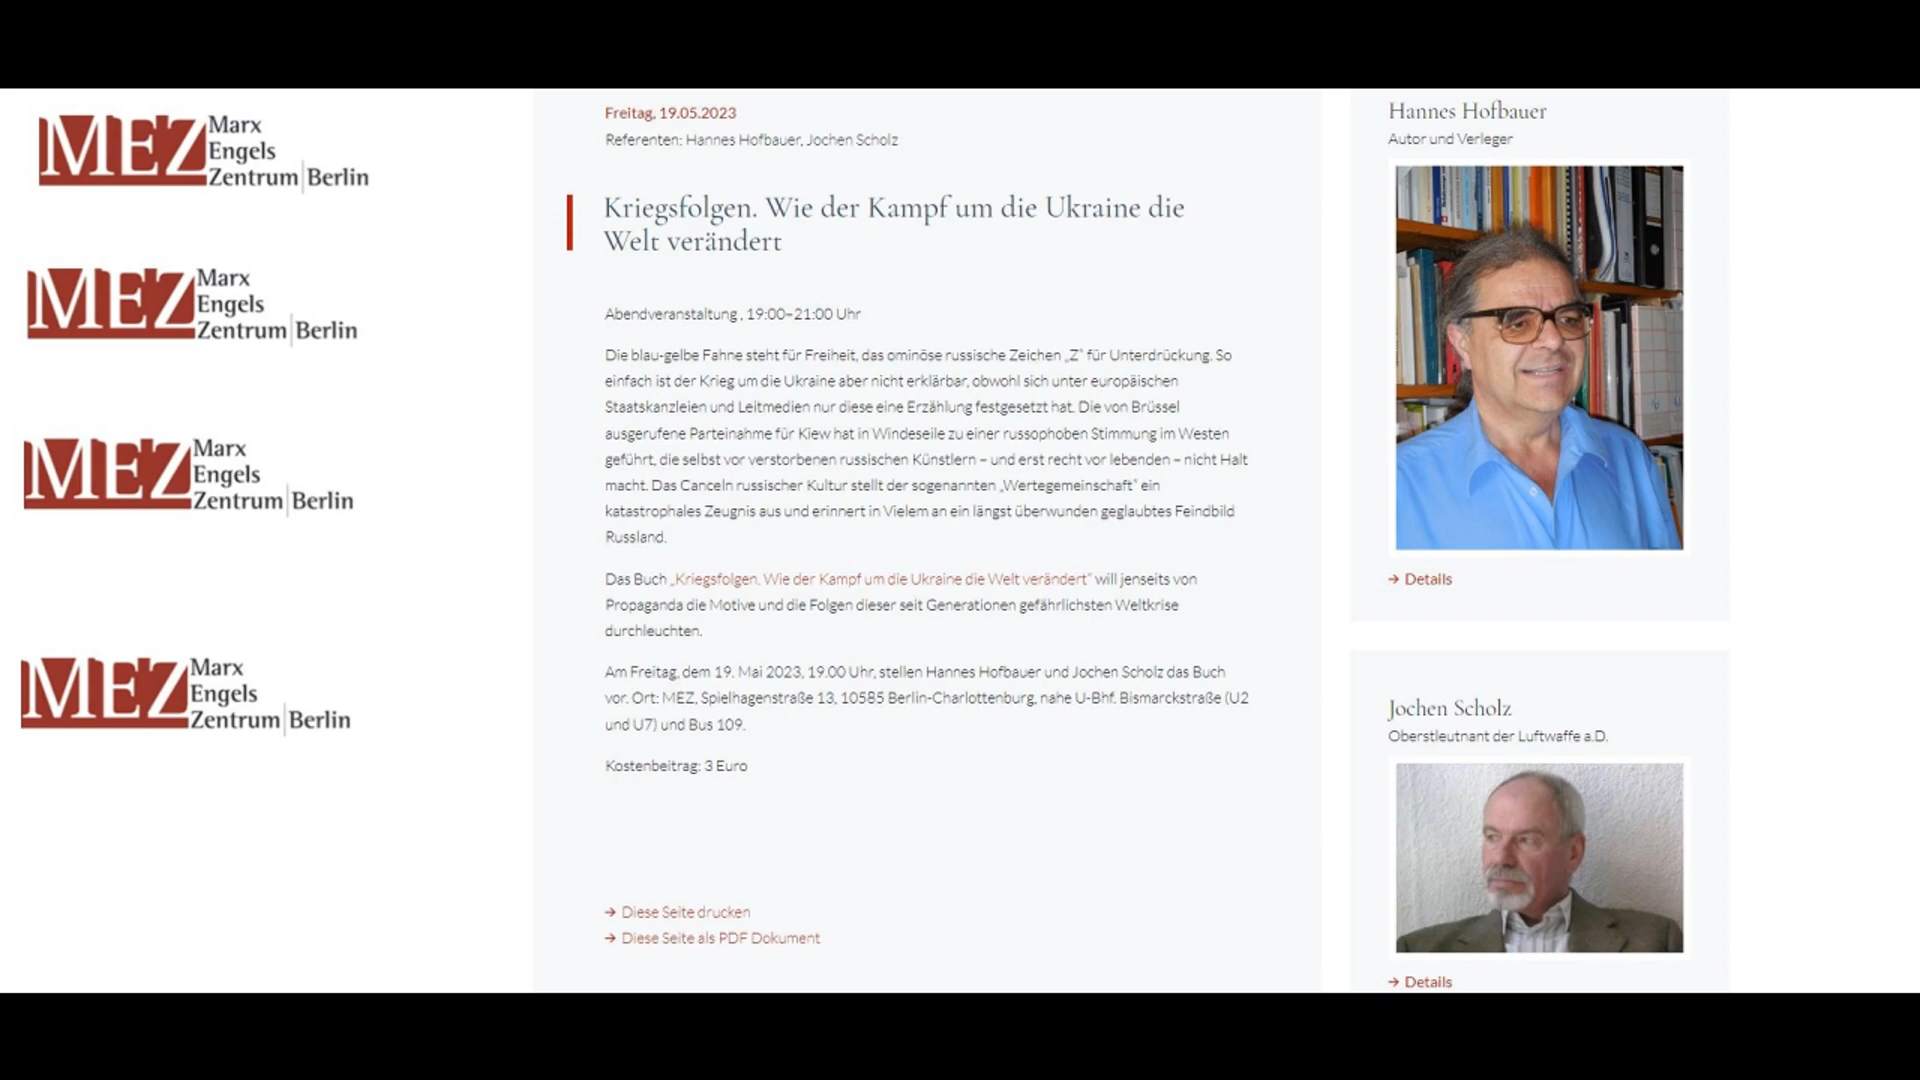 MEZ Marx
Engels
Zentrum|Berlin
MEZ Marx
Engels
Zentrum|Berlin
MEZ Marx
Engels
Zentrum|Berlin
MEZ Marx
Engels
Zentrum|Berlin
Freitag, 19.05.2023
Referenten: Hannes Hofbauer, Jochen Scholz
Kriegsfolgen. Wie der Kampf um die Ukraine die
Welt verändert
Abendveranstaltung , 19:00–21:00 Uhr
Die blau-gelbe Fahne steht für Freiheit, das ominöse russische Zeichen „Z“ für Unterdrückung. So
einfach ist der Krieg um die Ukraine aber nicht erklärbar, obwohl sich unter europäischen
Staatskanzleien und Leitmedien nur diese eine Erzählung festgesetzt hat. Die von Brüssel
ausgerufene Parteinahme für Kiew hat in Windeseile zu einer russophoben Stimmung im Westen
geführt, die selbst vor verstorbenen russischen Künstlern – und erst recht vor lebenden – nicht Halt
macht. Das Canceln russischer Kultur stellt der sogenannten „Wertegemeinschaft“ ein
katastrophales Zeugnis aus und erinnert in Vielem an ein längst überwunden geglaubtes Feindbild
Russland.
Das Buch „Kriegsfolgen. Wie der Kampf um die Ukraine die Welt verändert“ will jenseits von
Propaganda die Motive und die Folgen dieser seit Generationen gefährlichsten Weltkrise
durchleuchten.
Am Freitag, dem 19. Mai 2023, 19.00 Uhr, stellen Hannes Hofbauer und Jochen Scholz das Buch
vor. Ort: MEZ, Spielhagenstraße 13, 10585 Berlin-Charlottenburg, nahe U-Bhf. Bismarckstraße (U2
und U7) und Bus 109.
Kostenbeitrag: 3 Euro
→ Diese Seite drucken
→ Diese Seite als PDF Dokument
Hannes Hofbauer
Autor und Verleger
→ Details
Jochen Scholz
Oberstleutnant der Luftwaffe a.D.
→ Details